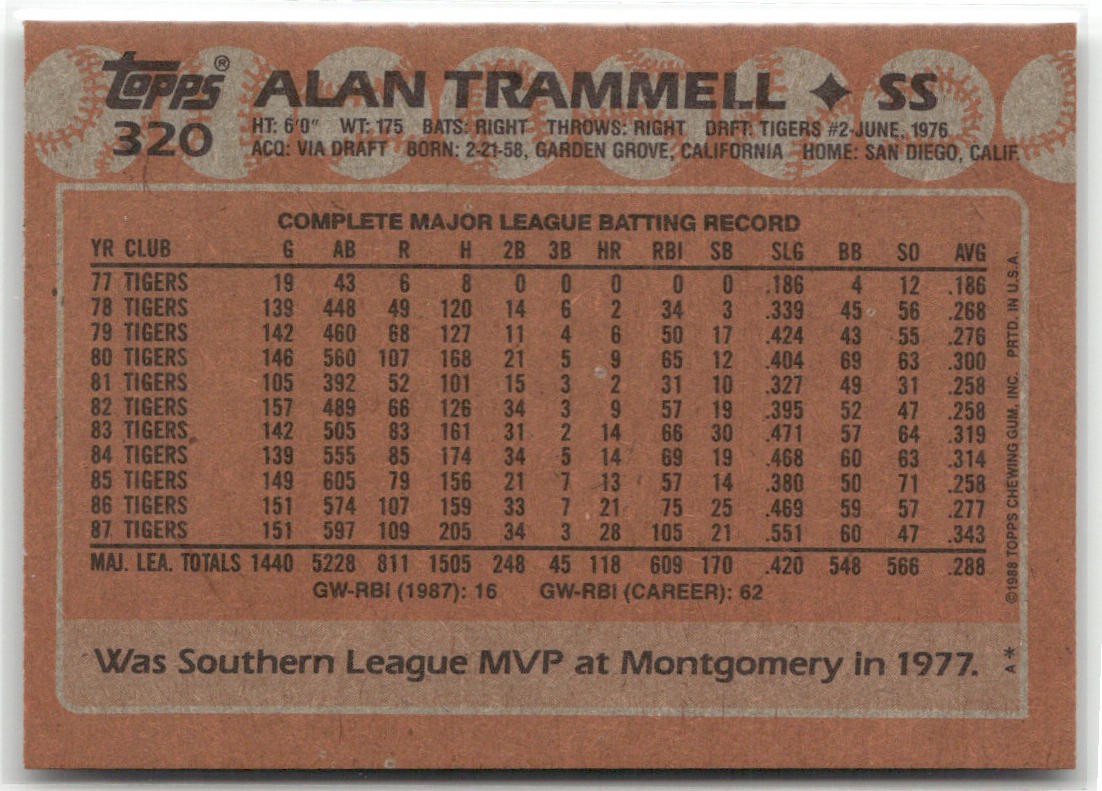 TOPPS® ALAN TRAMMELL ✦ SS
320
HT: 6'0" WT: 175 BATS: RIGHT THROWS: RIGHT DRFT: TIGERS #2-JUNE, 1976
ACQ: VIA DRAFT BORN: 2-21-58, GARDEN GROVE, CALIFORNIA HOME: SAN DIEGO, CALIF.
COMPLETE MAJOR LEAGUE BATTING RECORD
YR CLUB G AB R H 2B 3B HR RBI SB SLG BB SO AVG
77 TIGERS 19 43 6 8 0 0 0 0 0 .186 4 12 .186
78 TIGERS 139 448 49 120 14 6 2 34 3 .339 45 56 .268
79 TIGERS 142 460 68 127 11 4 6 50 17 .424 43 55 .276
80 TIGERS 146 560 107 168 21 5 9 65 12 .404 69 63 .300
81 TIGERS 105 392 52 101 15 3 2 31 10 .327 49 31 .258
82 TIGERS 157 489 66 126 34 3 9 57 19 .395 52 47 .258
83 TIGERS 142 505 83 161 31 2 14 66 30 .471 57 64 .319
84 TIGERS 139 555 85 174 34 5 14 69 19 .468 60 63 .314
85 TIGERS 149 605 79 156 21 7 13 57 14 .380 50 71 .258
86 TIGERS 151 574 107 159 33 7 21 75 25 .469 59 57 .277
87 TIGERS 151 597 109 205 34 3 28 105 21 .551 60 47 .343
MAJ. LEA. TOTALS 1440 5228 811 1505 248 45 118 609 170 .420 548 566 .288
GW-RBI (1987): 16 GW-RBI (CAREER): 62
Was Southern League MVP at Montgomery in 1977.
A* ©1988 TOPPS CHEWING GUM, INC. PRTD. IN U.S.A.